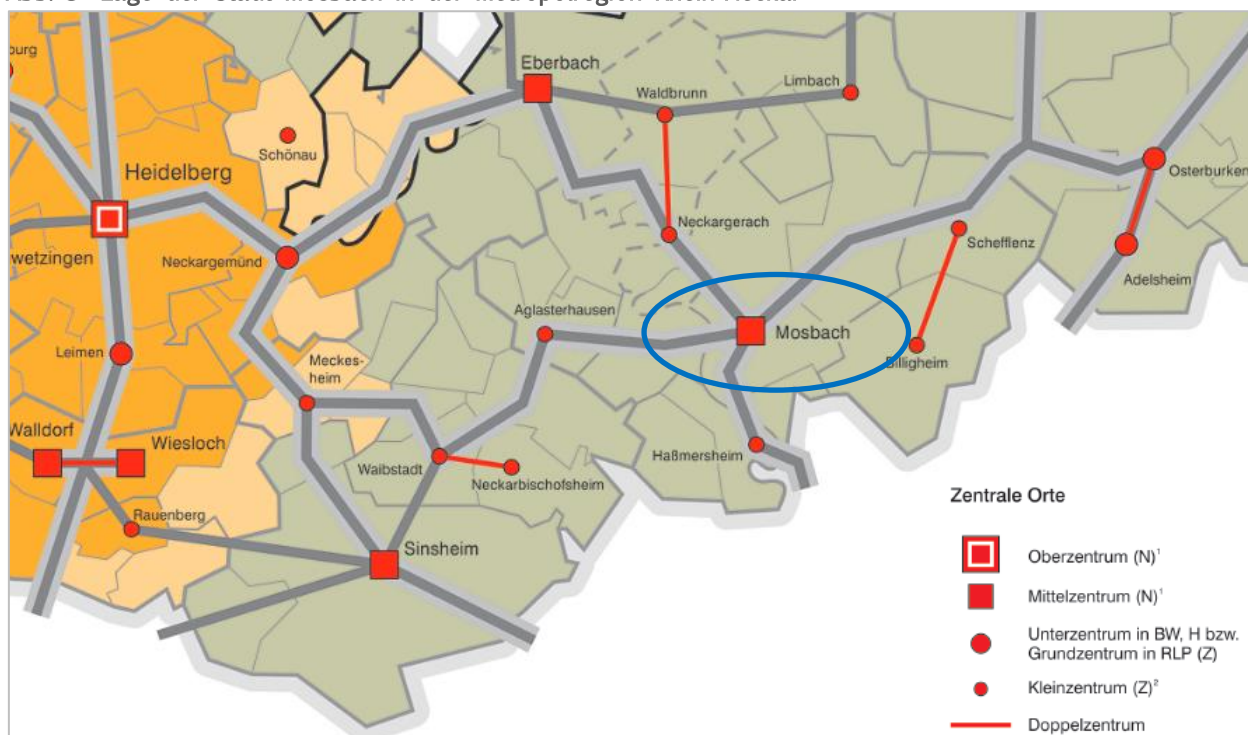 Eberbach
Limbach
Waldbrunn
Schönau
Osterburken
Heidelberg
Neckargerach
Schefflenz
wetzingen
Neckargemünd
Adelsheim
Aglasterhausen
Mosbach
Leimen
Billigheim
Meckes-
heim
Walldorf
Wiesloch
Haßmersheim
Waibstadt
Neckarbischofsheim
Rauenberg
Sinsheim
Zentrale Orte
Oberzentrum (N)¹
Mittelzentrum (N)¹
Unterzentrum in BW, H bzw.
Grundzentrum in RLP (Z)
Kleinzentrum (Z)²
Doppelzentrum